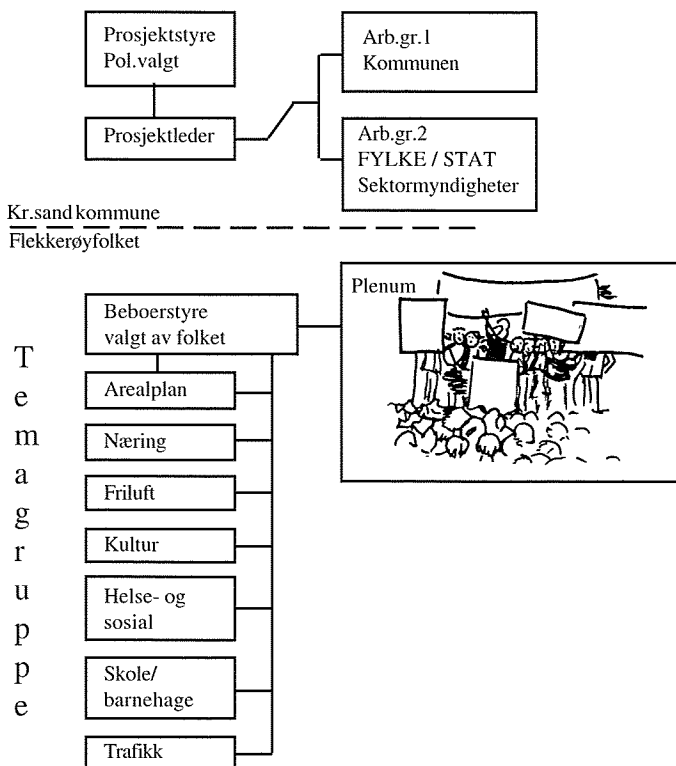 Prosjektstyre
Pol.valgt
Prosjektleder
Arb.gr.1
Kommunen
Arb.gr.2
FYLKE / STAT
Sektormyndigheter
Kr.sand kommune
Flekkerøyfolket
Temagruppe
Beboerstyre
valgt av folket
Plenum
Arealplan
Næring
Friluft
Kultur
Helse- og
sosial
Skole/
barnehage
Trafikk